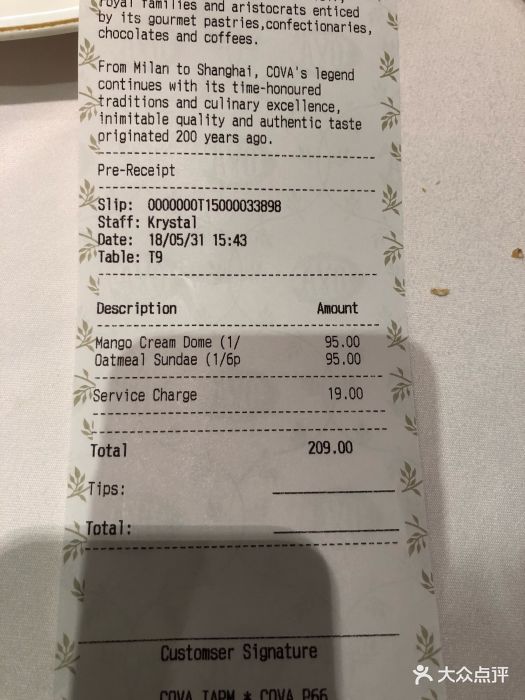 royal families and aristocrats enticed
by its gourmet pastries,confectionaries,
chocolates and coffees.
From Milan to Shanghai, COVA's legend
continues with its time-honoured
traditions and culinary excellence,
inimitable quality and authentic taste
originated 200 years ago.
Pre-Receipt
Slip: 0000000T15000033898
Staff: Krystal
Date: 18/05/31 15:43
Table: T9
Description Amount
Mango Cream Dome (1/ 95.00
Oatmeal Sundae (1/6p 95.00
Service Charge 19.00
Total 209.00
Tips:
Total:
Customser Signature
COVA IAPM * COVA P66
大众点评